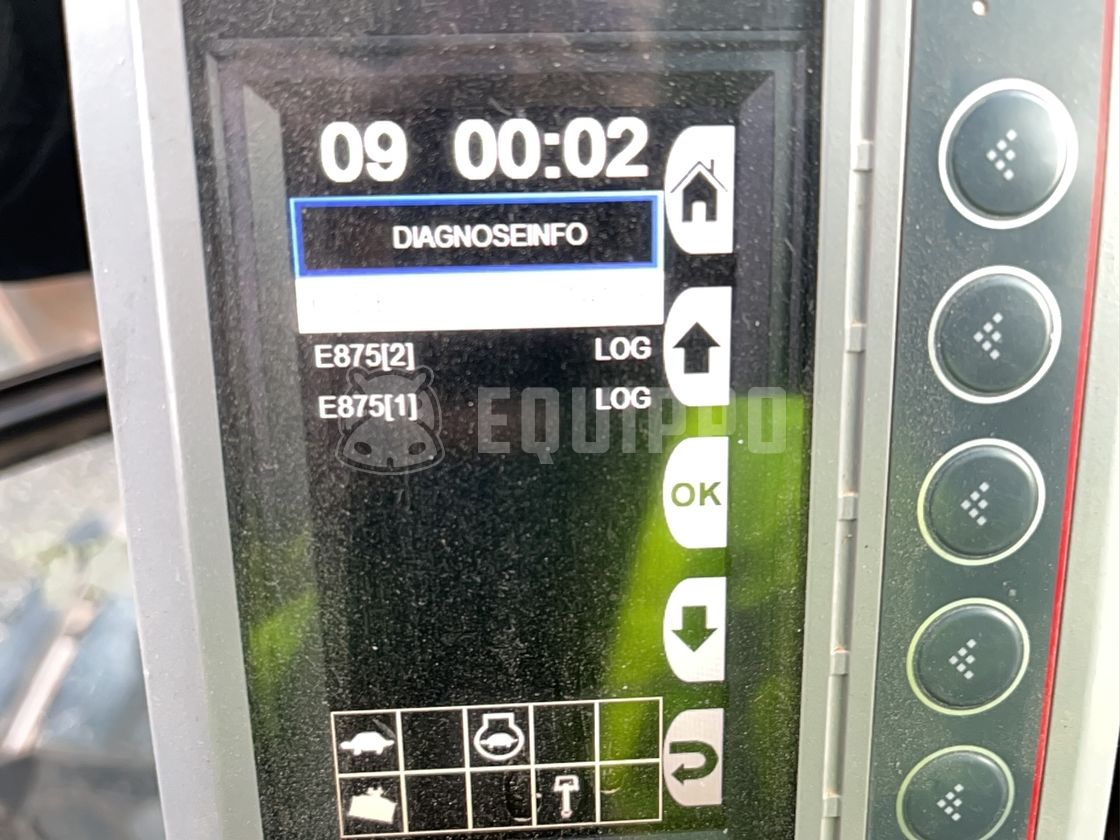 09 00:02
DIAGNOSEINFO
E875[2] LOG
E875[1] LOG
EQUIPPO
OK